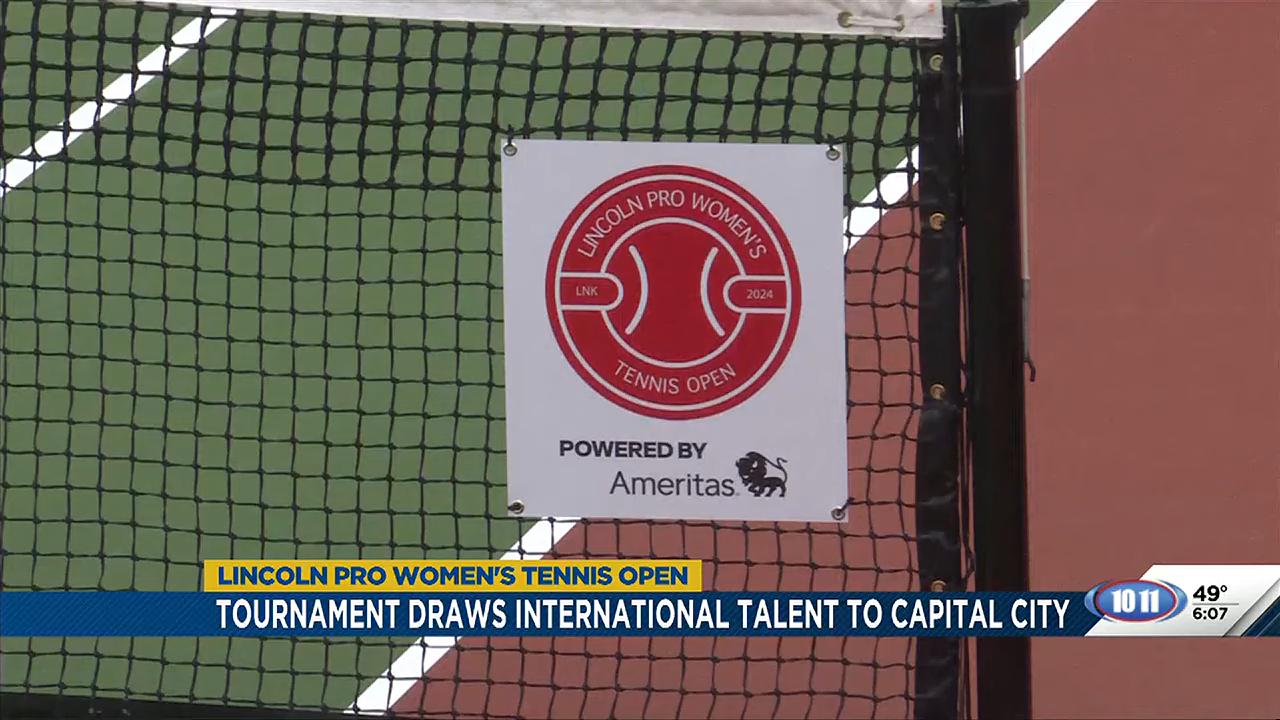 LINCOLN PRO WOMEN'S
LNK
2024
TENNIS OPEN
POWERED BY
Ameritas
LINCOLN PRO WOMEN'S TENNIS OPEN
TOURNAMENT DRAWS INTERNATIONAL TALENT TO CAPITAL CITY
10 11
49°
6:07